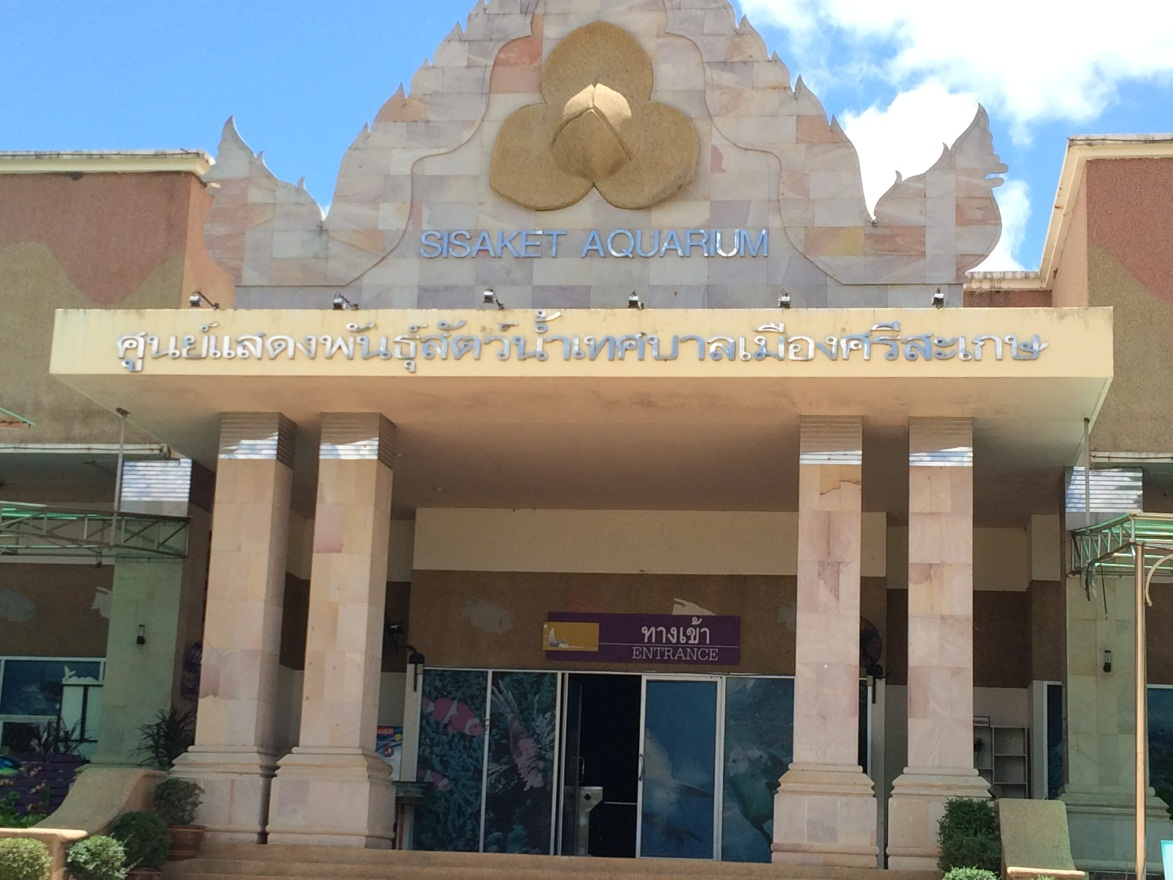 SISAKET AQUARIUM
ศูนย์แสดงพันธุ์สัตว์น้ำเทศบาลเมืองศรีสะเกษ
ทางเข้า
ENTRANCE